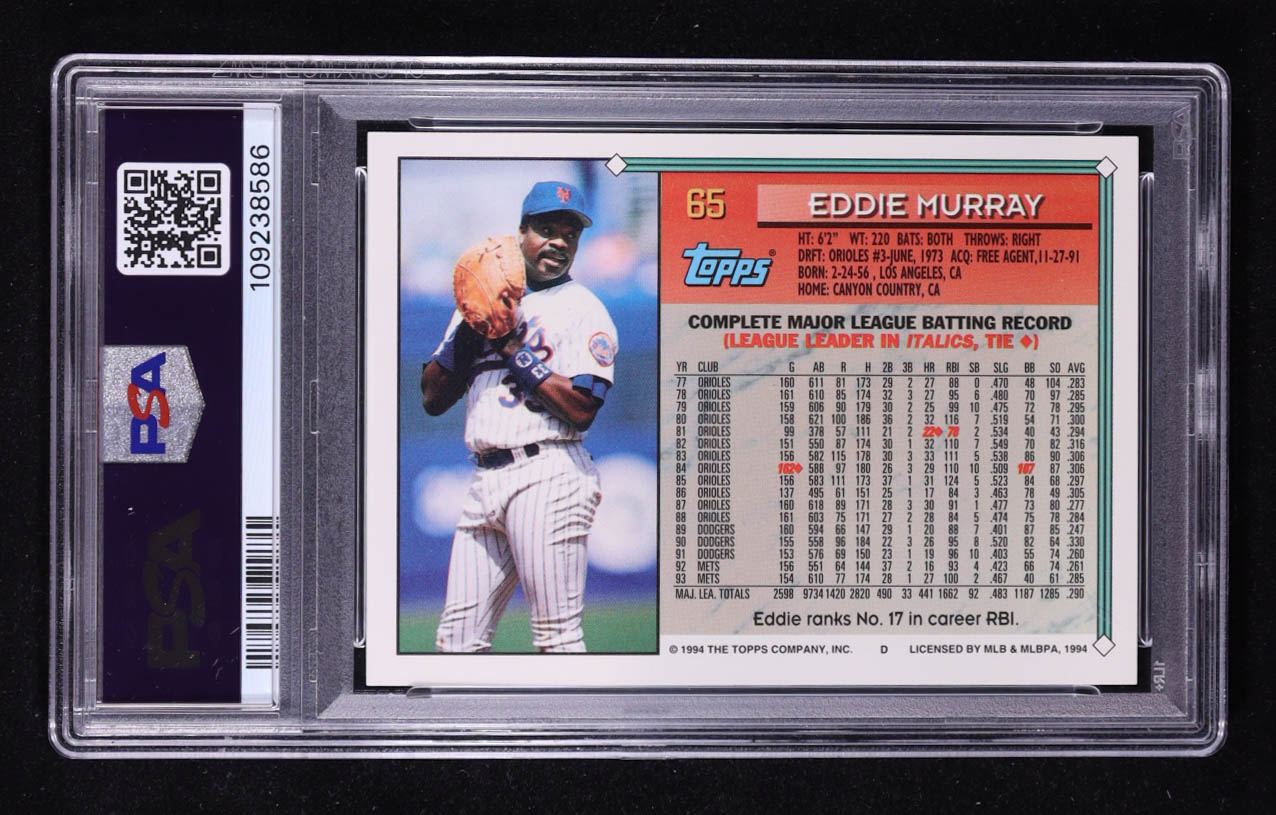 109238586
PSA
PSA
65
EDDIE MURRAY
topps®
HT: 6'2" WT: 220 BATS: BOTH THROWS: RIGHT
DRFT: ORIOLES #3-JUNE, 1973 ACQ: FREE AGENT,11-27-91
BORN: 2-24-56 , LOS ANGELES, CA
HOME: CANYON COUNTRY, CA
COMPLETE MAJOR LEAGUE BATTING RECORD
(LEAGUE LEADER IN ITALICS, TIE ◆)
YR CLUB G AB R H 2B 3B HR RBI SB SLG BB SO AVG
77 ORIOLES 160 611 81 173 29 2 27 88 0 .470 48 104 .283
78 ORIOLES 161 610 85 174 32 3 27 95 6 .480 70 97 .285
79 ORIOLES 159 606 90 179 30 2 25 99 10 .475 72 78 .295
80 ORIOLES 158 621 100 186 36 2 32 116 7 .519 54 71 .300
81 ORIOLES 99 378 57 111 21 1 22◆ 78 2 .534 40 43 .294
82 ORIOLES 151 550 87 174 30 1 32 110 7 .549 70 82 .316
83 ORIOLES 156 582 115 178 30 3 33 111 5 .538 86 90 .306
84 ORIOLES 162◆ 588 97 180 26 3 29 110 10 .509 107 87 .306
85 ORIOLES 156 583 111 173 37 1 31 124 5 .523 84 68 .297
86 ORIOLES 137 495 61 151 25 1 17 84 3 .463 78 49 .305
87 ORIOLES 160 618 89 171 28 3 30 91 1 .477 73 80 .277
88 ORIOLES 161 603 75 171 27 2 28 84 5 .474 75 78 .284
89 DODGERS 160 594 66 147 29 1 20 88 7 .401 87 85 .247
90 DODGERS 155 558 96 184 22 3 26 95 8 .520 82 64 .330
91 DODGERS 153 576 69 150 23 1 19 96 10 .403 55 74 .260
92 METS 156 551 64 144 37 2 16 93 4 .423 66 74 .261
93 METS 154 610 77 174 28 1 27 100 2 .467 40 61 .285
MAJ. LEA. TOTALS 2598 9734 1420 2820 490 33 441 1662 92 .483 1187 1285 .290
Eddie ranks No. 17 in career RBI.
© 1994 THE TOPPS COMPANY, INC. D LICENSED BY MLB & MLBPA, 1994